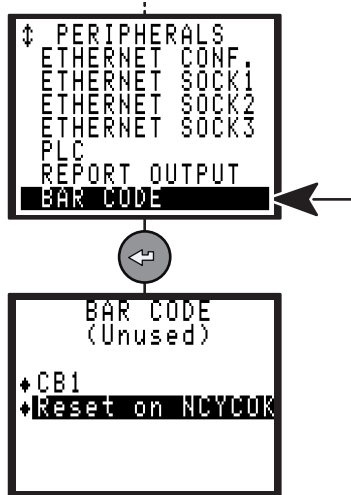 PERIPHERALS
ETHERNET CONF.
ETHERNET SOCK1
ETHERNET SOCK2
ETHERNET SOCK3
PLC
REPORT OUTPUT
BAR CODE
BAR CODE
(Unused)
CB1
Reset on NCYCOK